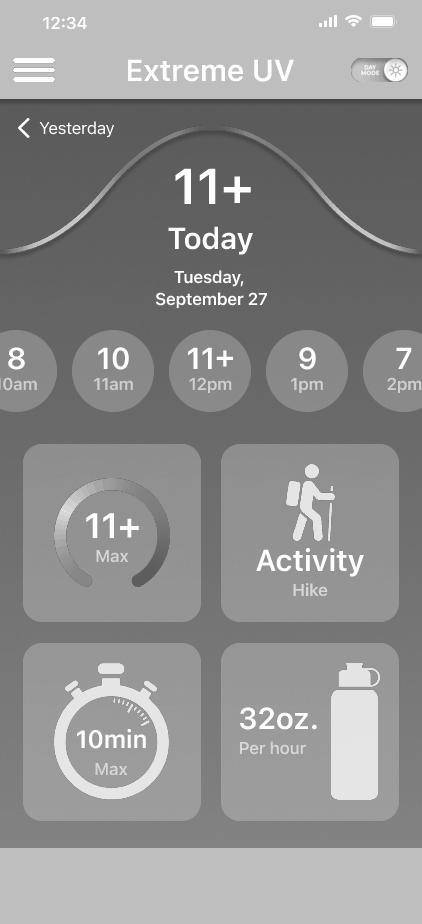 12:34
Extreme UV
DAY
MODE
Yesterday
11+
Today
Tuesday,
September 27
8
10
11+
9
7
10am
11am
12pm
1pm
2pm
11+
Max
Activity
Hike
10min
Max
32oz.
Per hour